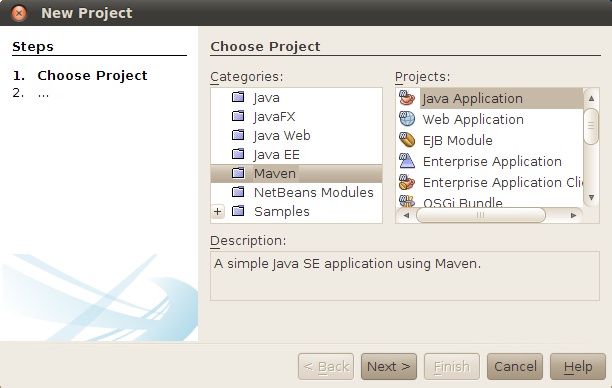 New Project
Steps
1. Choose Project
2. ...
Choose Project
Categories:
Java
JavaFX
Java Web
Java EE
Maven
NetBeans Modules
Samples
Projects:
Java Application
Web Application
EJB Module
Enterprise Application
Enterprise Application Clie
OSGi Bundle
Description:
A simple Java SE application using Maven.
< Back
Next >
Finish
Cancel
Help